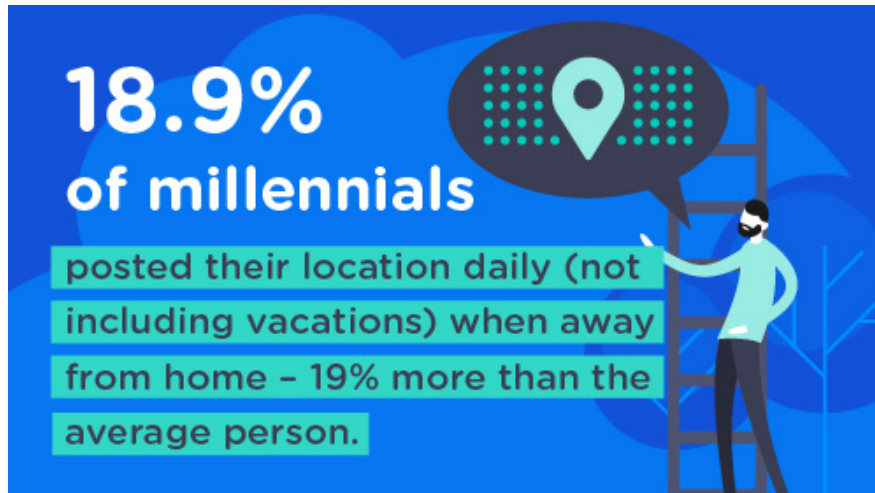 18.9%
of millennials
posted their location daily (not
including vacations) when away
from home – 19% more than the
average person.